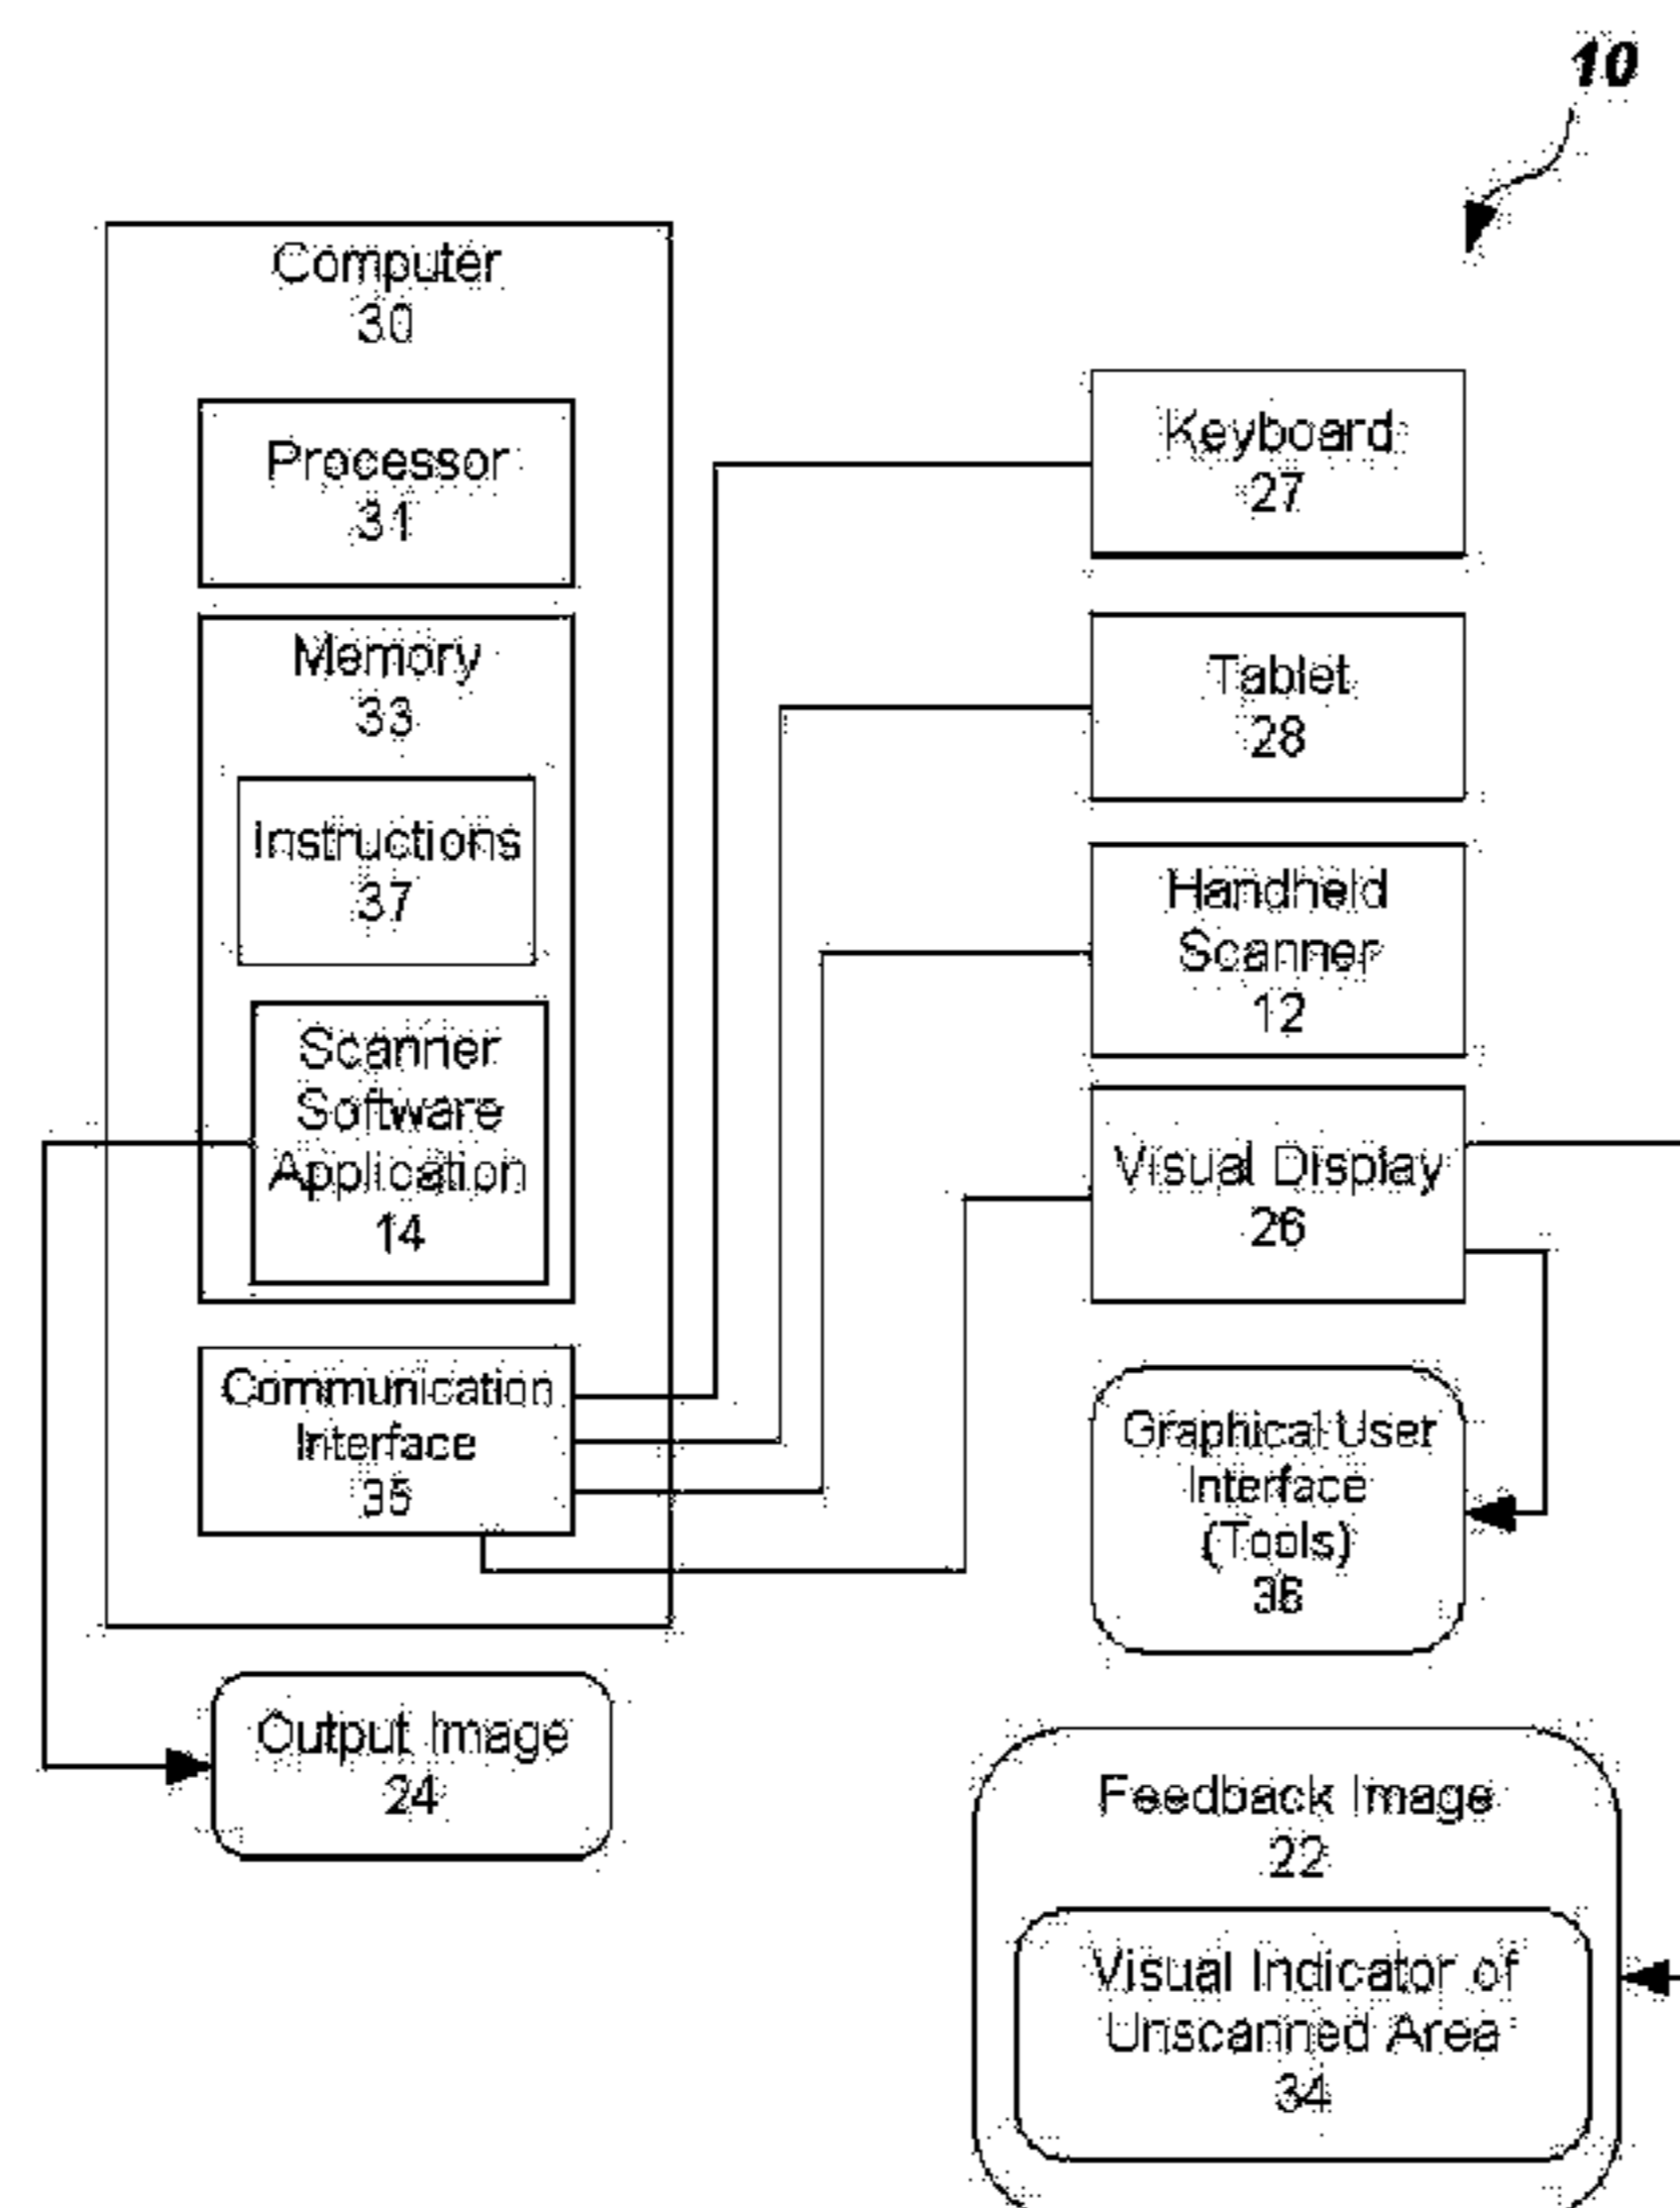 10
Computer
30
Processor
31
Memory
33
Instructions
37
Scanner
Software
Application
14
Communication
Interface
35
Output Image
24
Keyboard
27
Tablet
28
Handheld
Scanner
12
Visual Display
26
Graphical User
Interface
(Tools)
36
Feedback Image
22
Visual Indicator of
Unscanned Area
34